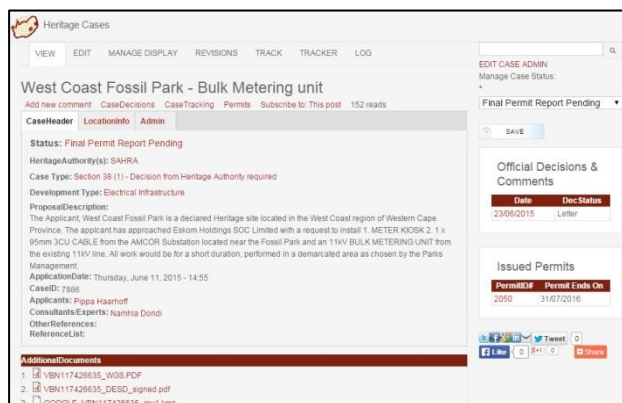 Heritage Cases
VIEW EDIT MANAGE DISPLAY REVISIONS TRACK TRACKER LOG
West Coast Fossil Park - Bulk Metering unit
Add new comment CaseDecisions CaseTracking Permits Subscribe to: This post 152 reads
CaseHeader LocationInfo Admin
Status: Final Permit Report Pending
HeritageAuthority(s): SAHRA
Case Type: Section 38 (1) - Decision from Heritage Authority required
Development Type: Electrical Infrastructure
ProposalDescription:
The Applicant, West Coast Fossil Park is a declared Heritage site located in the West Coast region of Western Cape
Province. The applicant has approached Eskom Holdings SOC Limited with a request to install 1. METER KIOSK 2. 1 x
95mm 3CU CABLE from the AMCOR Substation located near the Fossil Park and an 11kV BULK METERING UNIT from
the existing 11kV line. All work would be for a short duration, performed in a demarcated area as chosen by the Parks
Management.
ApplicationDate: Thursday, June 11, 2015 - 14:55
CaseID: 7886
Applicants: Pippa Haarhoff
Consultants/Experts: Namhla Dondi
OtherReferences:
ReferenceList:
AdditionalDocuments
1. VBN117426635_WGS.PDF
2. VBN117426635_DESD_signed.pdf
EDIT CASE ADMIN
Manage Case Status:
*
Final Permit Report Pending
SAVE
Official Decisions &
Comments
Date DecStatus
23/06/2015 Letter
Issued Permits
PermitID# Permit Ends On
2050 31/07/2016
Tweet 0
Like 0 +1 0 Share